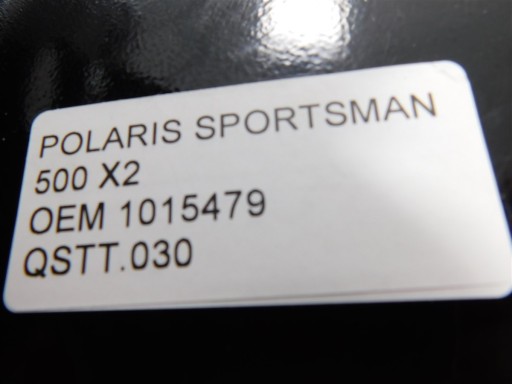 POLARIS SPORTSMAN
500 X2
OEM 1015479
QSTT.030